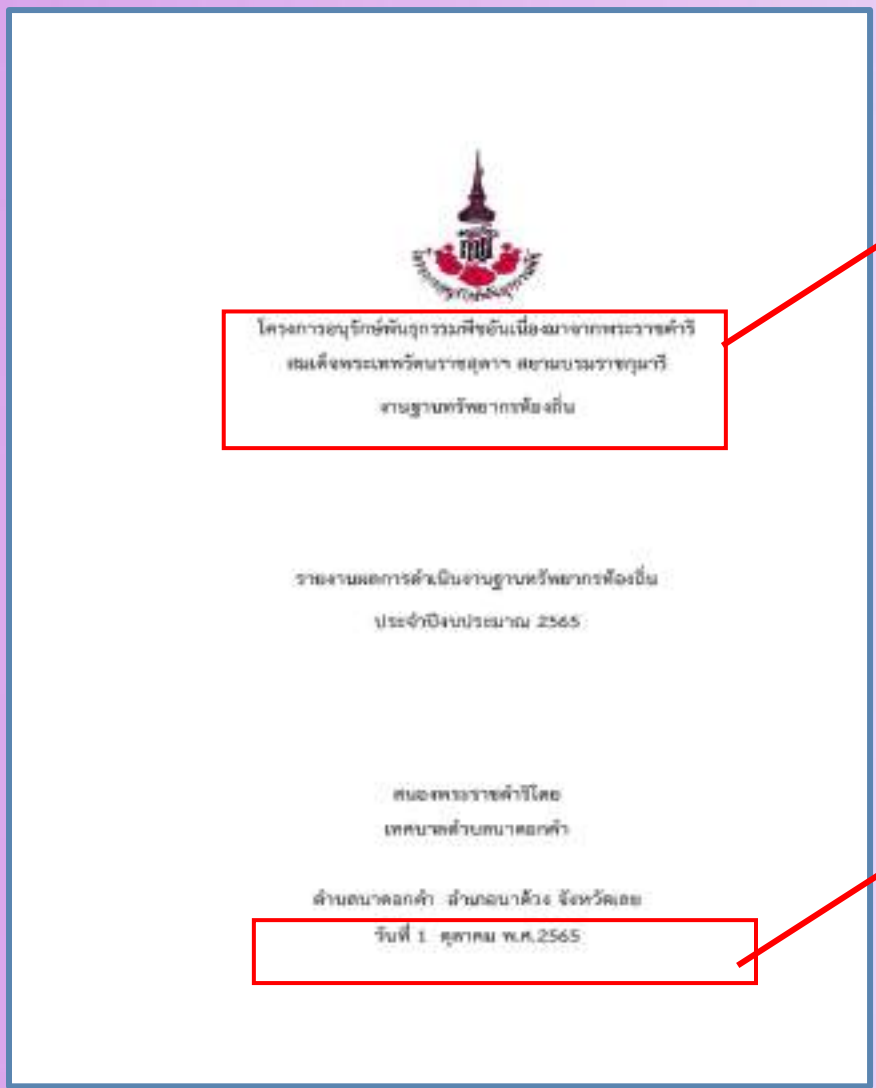 โครงการอนุรักษ์พันธุกรรมพืชอันเนื่องมาจากพระราชดำริ
สมเด็จพระเทพรัตนราชสุดาฯ สยามบรมราชกุมารี
งานฐานทรัพยากรท้องถิ่น
รายงานผลการดำเนินงานฐานทรัพยากรท้องถิ่น
ประจำปีงบประมาณ 2565
สนองพระราชดำริโดย
เทศบาลตำบลนาดอกคำ
ตำบลนาดอกคำ อำเภอนาด้วง จังหวัดเลย
วันที่ 1 ตุลาคม พ.ศ.2565